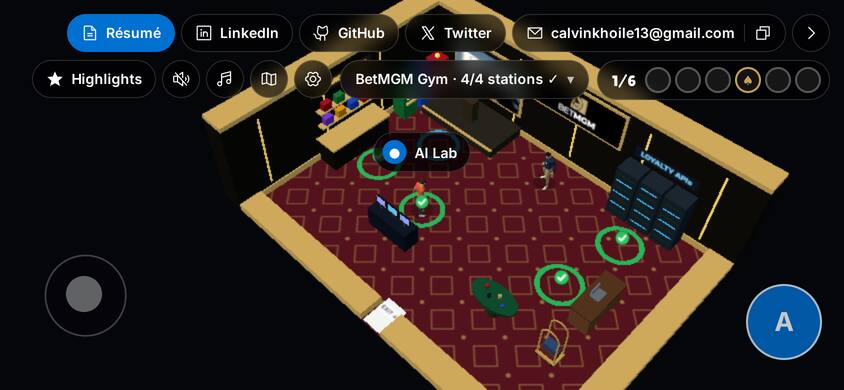 Résumé
LinkedIn
GitHub
Twitter
calvinkhoile13@gmail.com
Highlights
BetMGM Gym · 4/4 stations ✓ ▾
1/6
BETMGM
AI Lab
LOYALTY APIs
EXIT
A